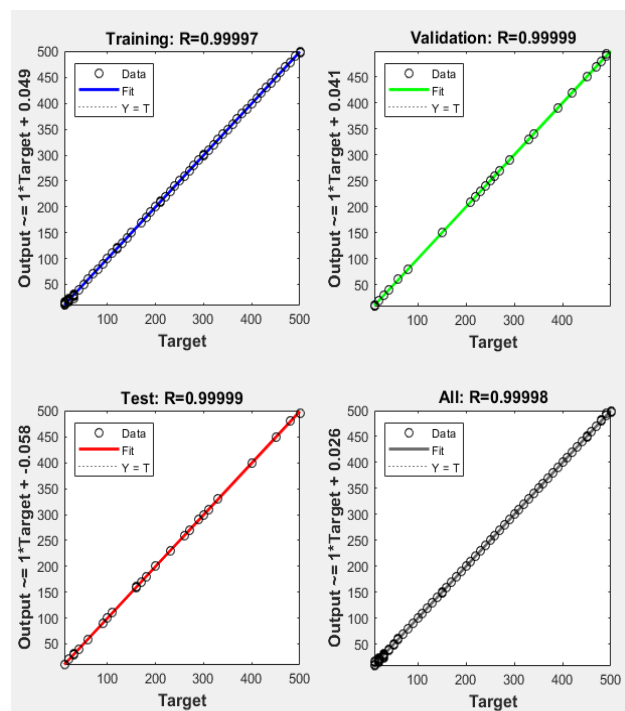 Training: R=0.99997
Output ~= 1*Target + 0.049
500
450
400
350
300
250
200
150
100
50
Data
Fit
Y = T
100 200 300 400 500
Target
Validation: R=0.99999
Output ~= 1*Target + 0.041
450
400
350
300
250
200
150
100
50
Data
Fit
Y = T
100 200 300 400
Target
Test: R=0.99999
Output ~= 1*Target + -0.058
500
450
400
350
300
250
200
150
100
50
Data
Fit
Y = T
100 200 300 400 500
Target
All: R=0.99998
Output ~= 1*Target + 0.026
500
450
400
350
300
250
200
150
100
50
Data
Fit
Y = T
100 200 300 400 500
Target